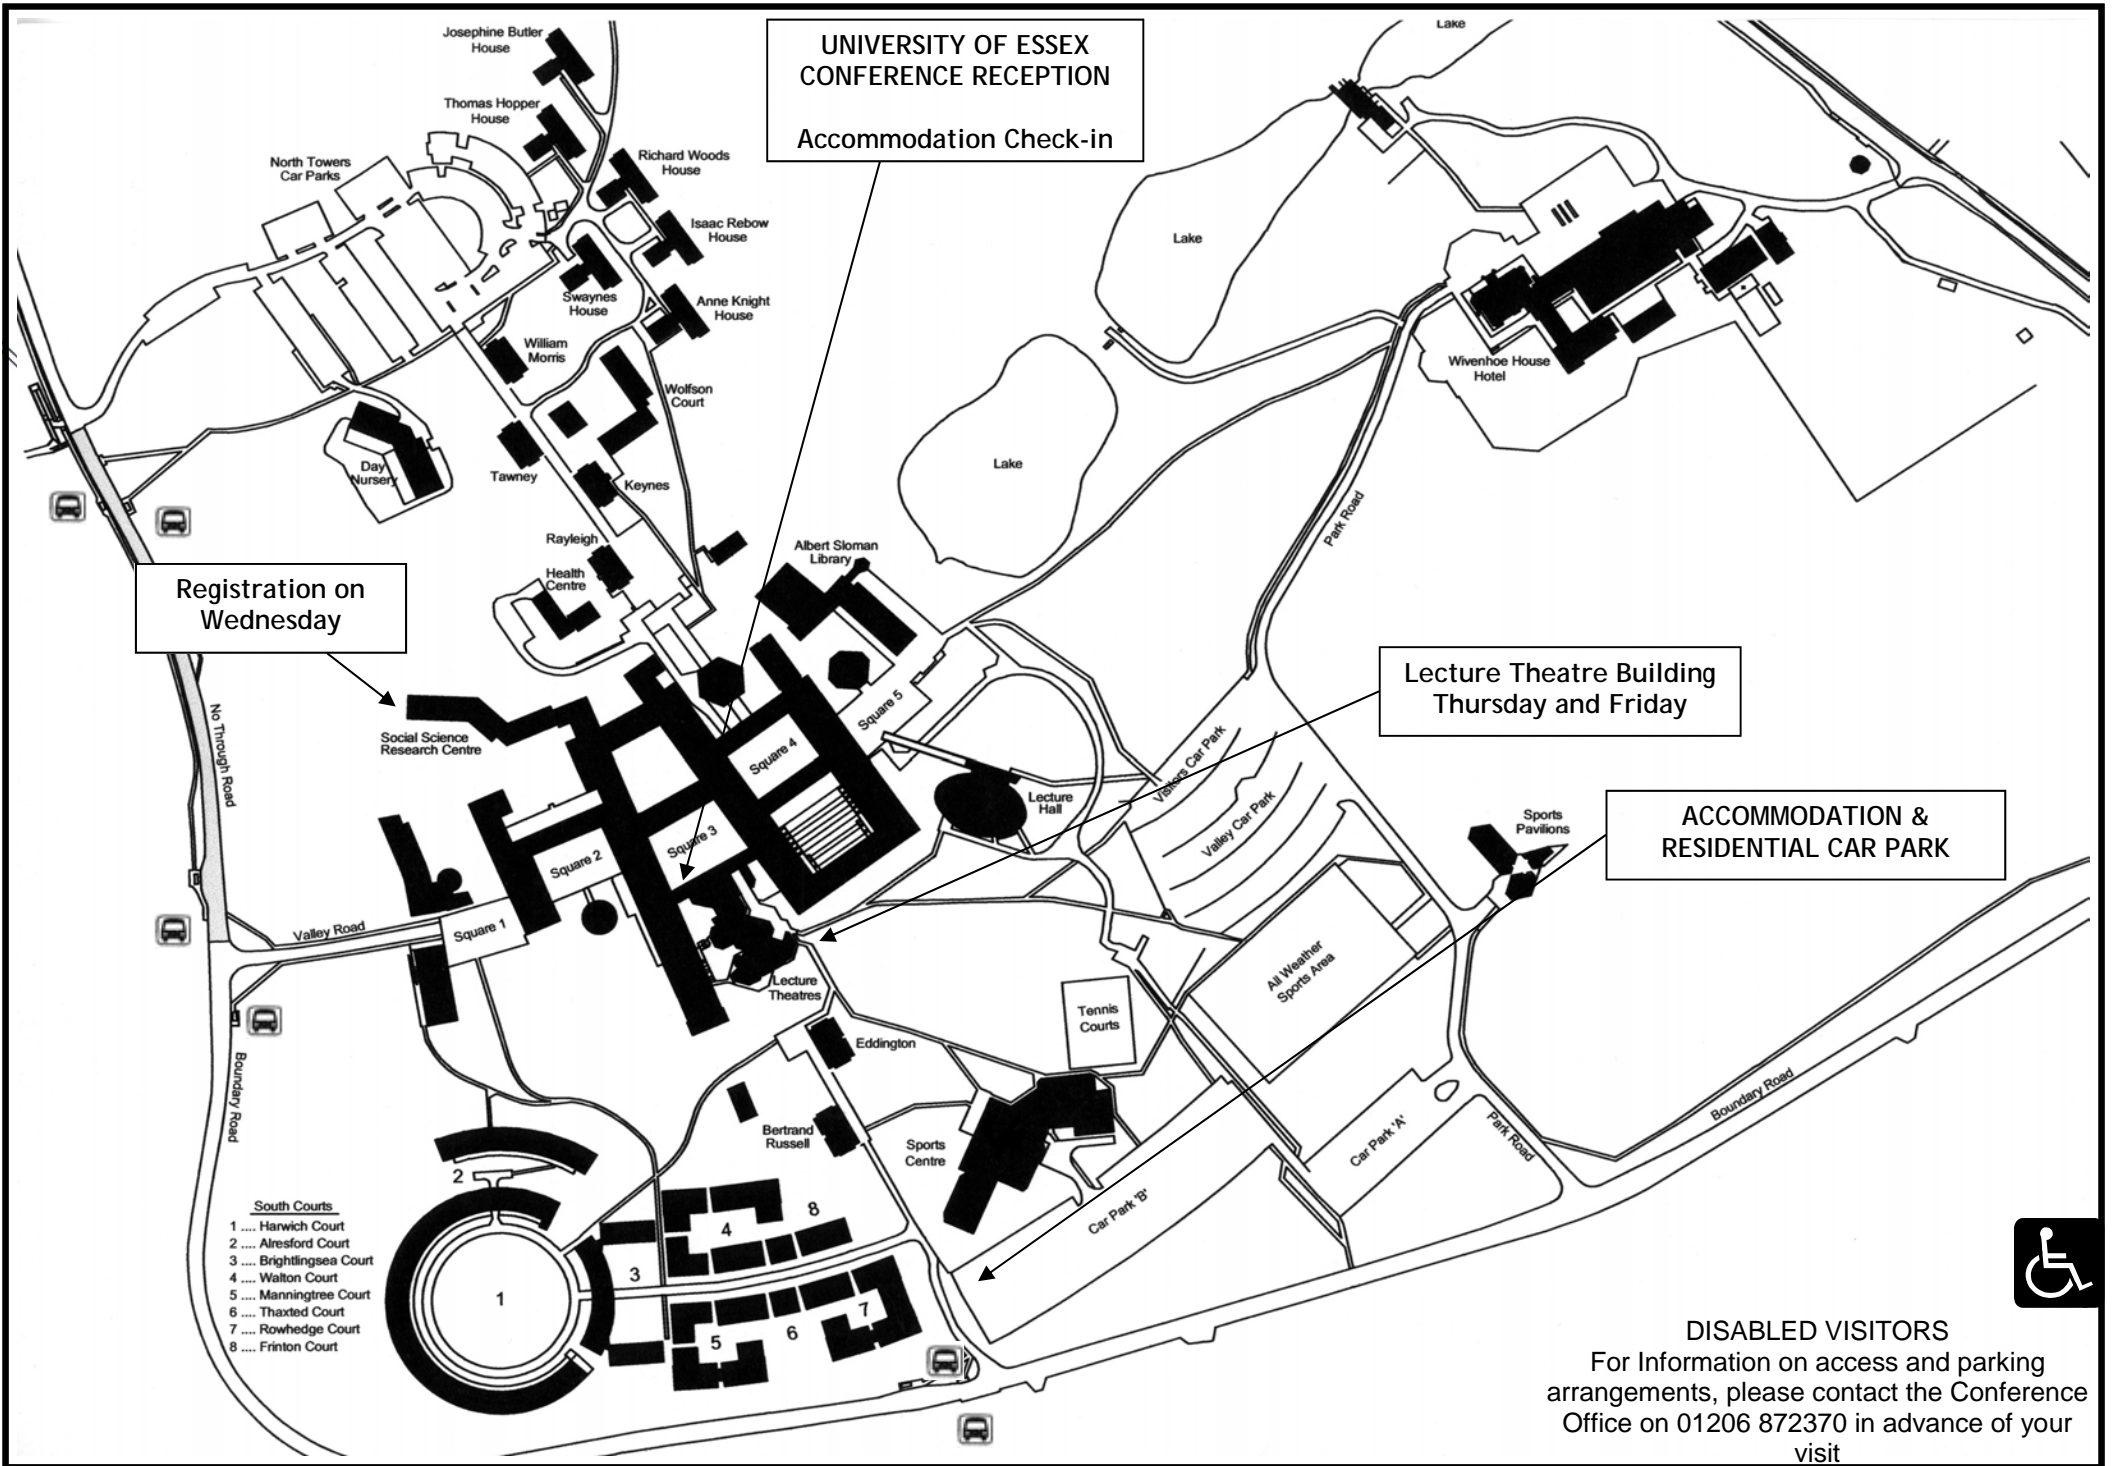 Josephine Butler
House
UNIVERSITY OF ESSEX
CONFERENCE RECEPTION
Accommodation Check-in
Lake
Thomas Hopper
House
North Towers
Car Parks
Richard Woods
House
Isaac Rebow
House
Lake
Swaynes
House
Anne Knight
House
William
Morris
Wolfson
Court
Wivenhoe House
Hotel
Day
Nursery
Tawney
Keynes
Lake
Park Road
Rayleigh
Health
Centre
Albert Sloman
Library
Registration on
Wednesday
Lecture Theatre Building
Thursday and Friday
No Through Road
Social Science
Research Centre
Square 5
Square 4
Visitors Car Park
Lecture
Hall
Valley Car Park
Sports
Pavilions
ACCOMMODATION &
RESIDENTIAL CAR PARK
Square 3
Square 2
Valley Road
Square 1
All Weather
Sports Area
Lecture
Theatres
Tennis
Courts
Eddington
Boundary Road
Bertrand
Russell
Sports
Centre
Car Park 'A'
Park Road
Boundary Road
Car Park 'B'
2
4
8
3
1
7
6
5
South Courts
1 .... Harwich Court
2 .... Alresford Court
3 .... Brightlingsea Court
4 .... Walton Court
5 .... Manningtree Court
6 .... Thaxted Court
7 .... Rowhedge Court
8 .... Frinton Court
DISABLED VISITORS
For Information on access and parking
arrangements, please contact the Conference
Office on 01206 872370 in advance of your
visit